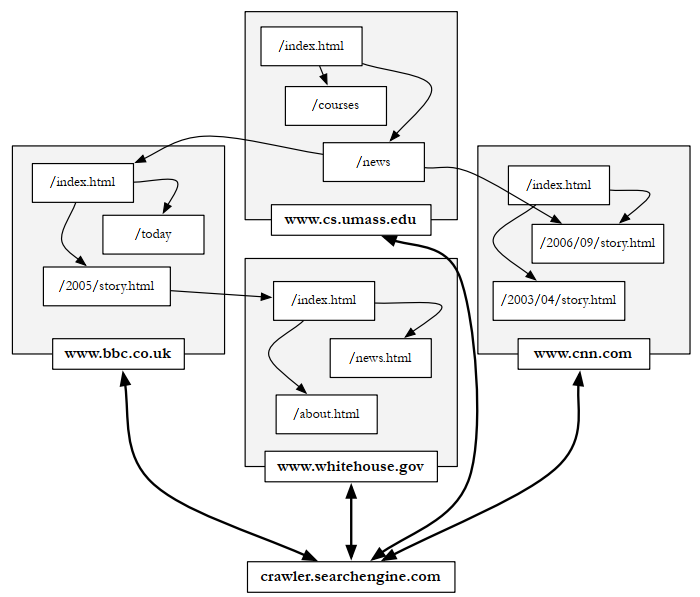 /index.html
/courses
/news
www.cs.umass.edu
/index.html
/today
/2005/story.html
www.bbc.co.uk
/index.html
/2006/09/story.html
/2003/04/story.html
www.cnn.com
/index.html
/news.html
/about.html
www.whitehouse.gov
crawler.searchengine.com